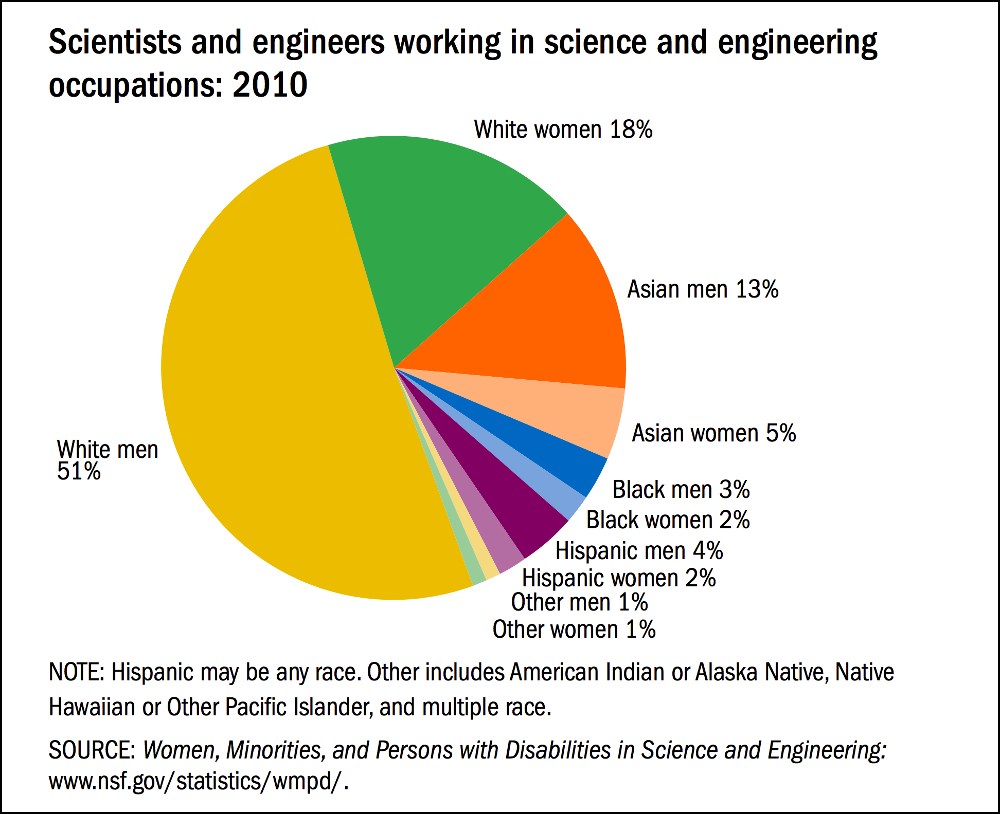 Scientists and engineers working in science and engineering
occupations: 2010
White women 18%
Asian men 13%
Asian women 5%
White men
51%
Black men 3%
Black women 2%
Hispanic men 4%
Hispanic women 2%
Other men 1%
Other women 1%
NOTE: Hispanic may be any race. Other includes American Indian or Alaska Native, Native
Hawaiian or Other Pacific Islander, and multiple race.
SOURCE: Women, Minorities, and Persons with Disabilities in Science and Engineering:
www.nsf.gov/statistics/wmpd/.